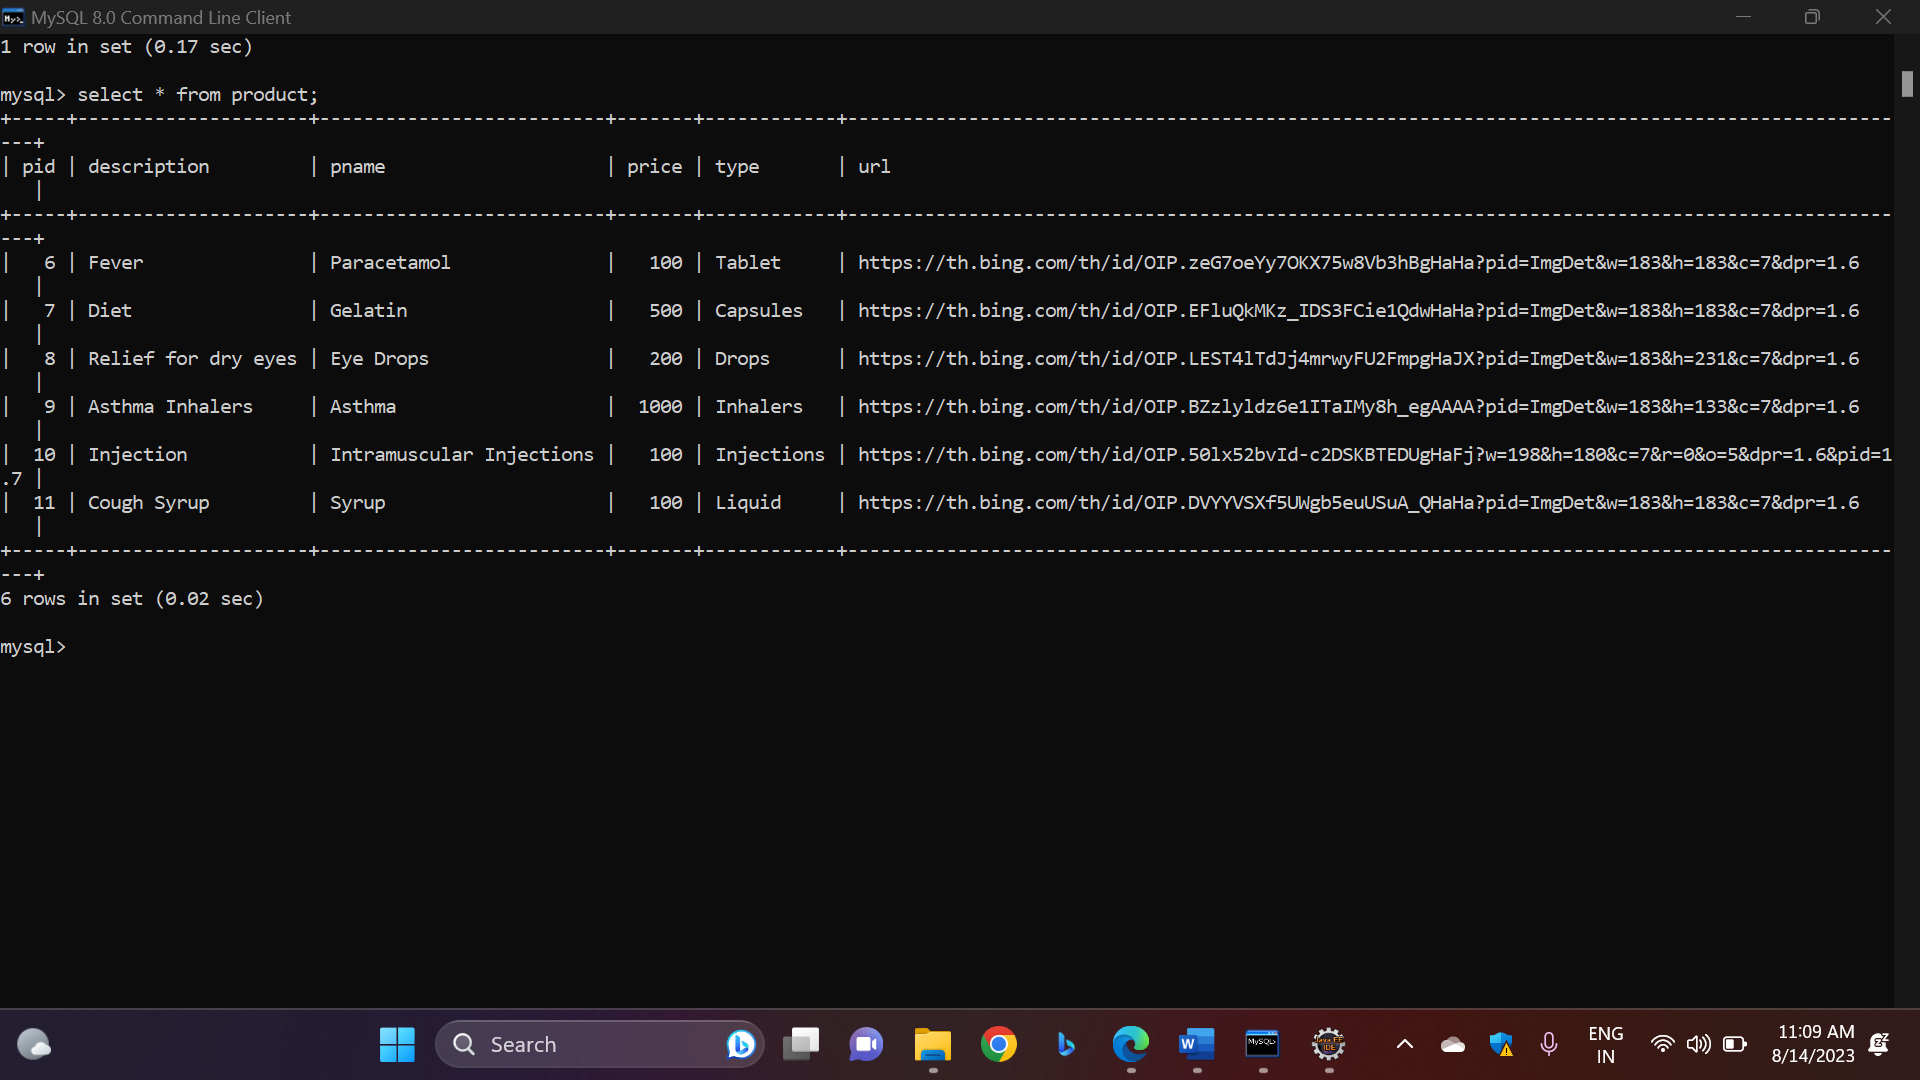 MySQL 8.0 Command Line Client
1 row in set (0.17 sec)
mysql> select * from product;
+-----+---------------------+--------------------------+-------+------------+-----------------------------------------------------------------------------------------------
---+
| pid | description         | pname                    | price | type       | url
   |
+-----+---------------------+--------------------------+-------+------------+-----------------------------------------------------------------------------------------------
---+
|   6 | Fever               | Paracetamol              |   100 | Tablet     | https://th.bing.com/th/id/OIP.zeG7oeYy7OKX75w8Vb3hBgHaHa?pid=ImgDet&w=183&h=183&c=7&dpr=1.6
   |
|   7 | Diet                | Gelatin                  |   500 | Capsules   | https://th.bing.com/th/id/OIP.EFluQkMKz_IDS3FCie1QdwHaHa?pid=ImgDet&w=183&h=183&c=7&dpr=1.6
   |
|   8 | Relief for dry eyes | Eye Drops                |   200 | Drops      | https://th.bing.com/th/id/OIP.LEST4lTdJj4mrwyFU2FmpgHaJX?pid=ImgDet&w=183&h=231&c=7&dpr=1.6
   |
|   9 | Asthma Inhalers     | Asthma                   |  1000 | Inhalers   | https://th.bing.com/th/id/OIP.BZzlyldz6e1ITaIMy8h_egAAAA?pid=ImgDet&w=183&h=133&c=7&dpr=1.6
   |
|  10 | Injection           | Intramuscular Injections |   100 | Injections | https://th.bing.com/th/id/OIP.50lx52bvId-c2DSKBTEDUgHaFj?w=198&h=180&c=7&r=0&o=5&dpr=1.6&pid=1
.7 |
|  11 | Cough Syrup         | Syrup                    |   100 | Liquid     | https://th.bing.com/th/id/OIP.DVYYVSXf5UWgb5euUSuA_QHaHa?pid=ImgDet&w=183&h=183&c=7&dpr=1.6
   |
+-----+---------------------+--------------------------+-------+------------+-----------------------------------------------------------------------------------------------
---+
6 rows in set (0.02 sec)
mysql>
Search
ENG
IN
11:09 AM
8/14/2023